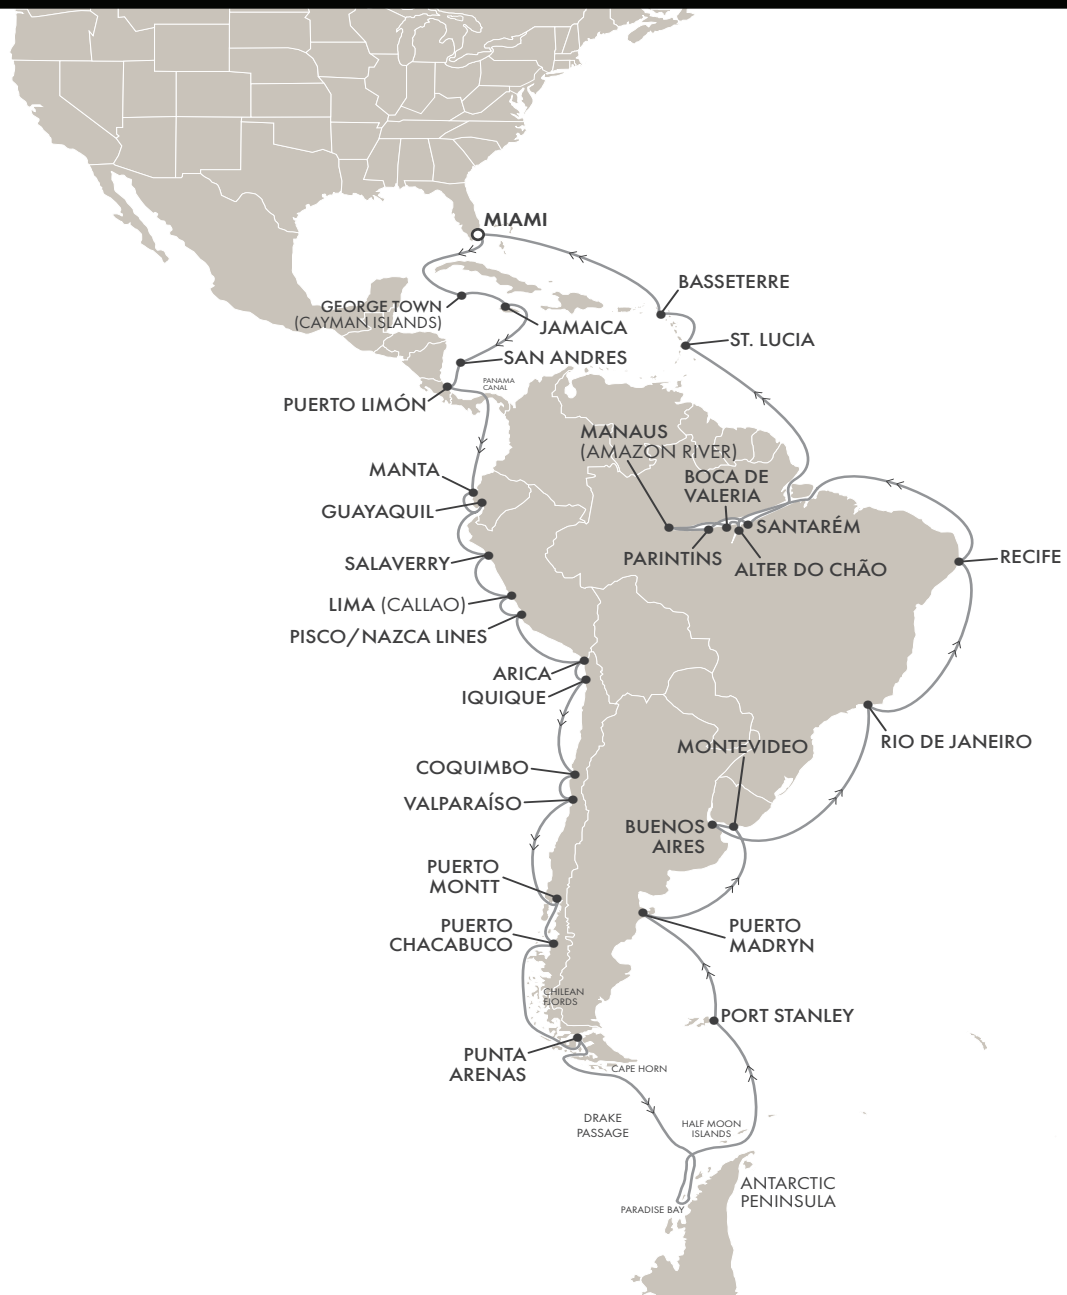 MIAMI
BASSETERRE
GEORGE TOWN
(CAYMAN ISLANDS)
JAMAICA
ST. LUCIA
SAN ANDRES
PANAMA
CANAL
PUERTO LIMÓN
MANAUS
(AMAZON RIVER)
MANTA
BOCA DE
VALERIA
GUAYAQUIL
SANTARÉM
SALAVERRY
PARINTINS
ALTER DO CHÃO
RECIFE
LIMA (CALLAO)
PISCO/NAZCA LINES
ARICA
IQUIQUE
RIO DE JANEIRO
MONTEVIDEO
COQUIMBO
VALPARAÍSO
BUENOS
AIRES
PUERTO
MONTT
PUERTO
CHACABUCO
PUERTO
MADRYN
CHILEAN
FJORDS
PORT STANLEY
PUNTA
ARENAS
CAPE HORN
DRAKE
PASSAGE
HALF MOON
ISLANDS
ANTARCTIC
PENINSULA
PARADISE BAY